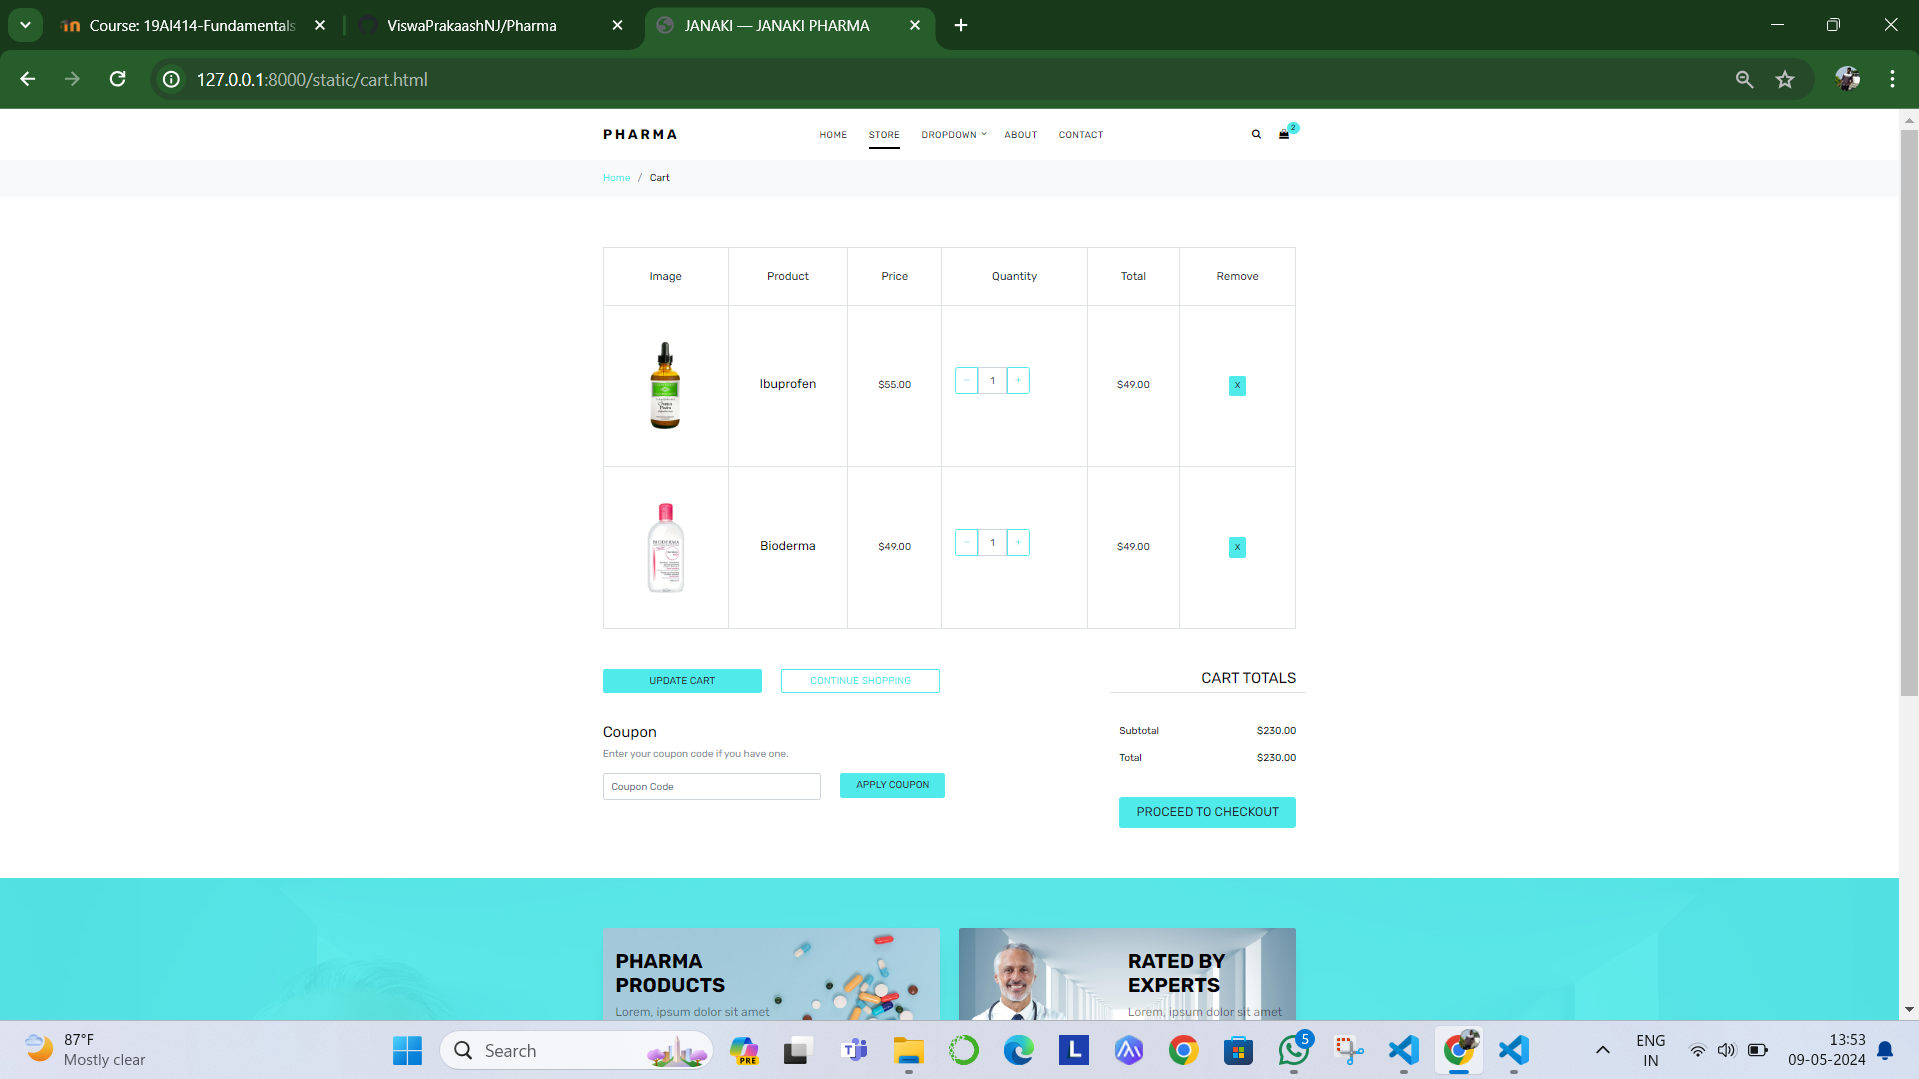 Course: 19AI414-Fundamentals
ViswaPrakaashNJ/Pharma
JANAKI — JANAKI PHARMA
127.0.0.1:8000/static/cart.html
PHARMA
HOME
STORE
DROPDOWN
ABOUT
CONTACT
2
Home / Cart
Image Product Price Quantity Total Remove
Ibuprofen $55.00 − 1 + $49.00 X
BIODERMA
Bioderma $49.00 − 1 + $49.00 X
UPDATE CART
CONTINUE SHOPPING
CART TOTALS
Coupon
Enter your coupon code if you have one.
Coupon Code
APPLY COUPON
Subtotal $230.00
Total $230.00
PROCEED TO CHECKOUT
PHARMA
PRODUCTS
Lorem, ipsum dolor sit amet
RATED BY
EXPERTS
Lorem, ipsum dolor sit amet
87°F
Mostly clear
Search
PRE
T
L
5
ENG
IN
13:53
09-05-2024